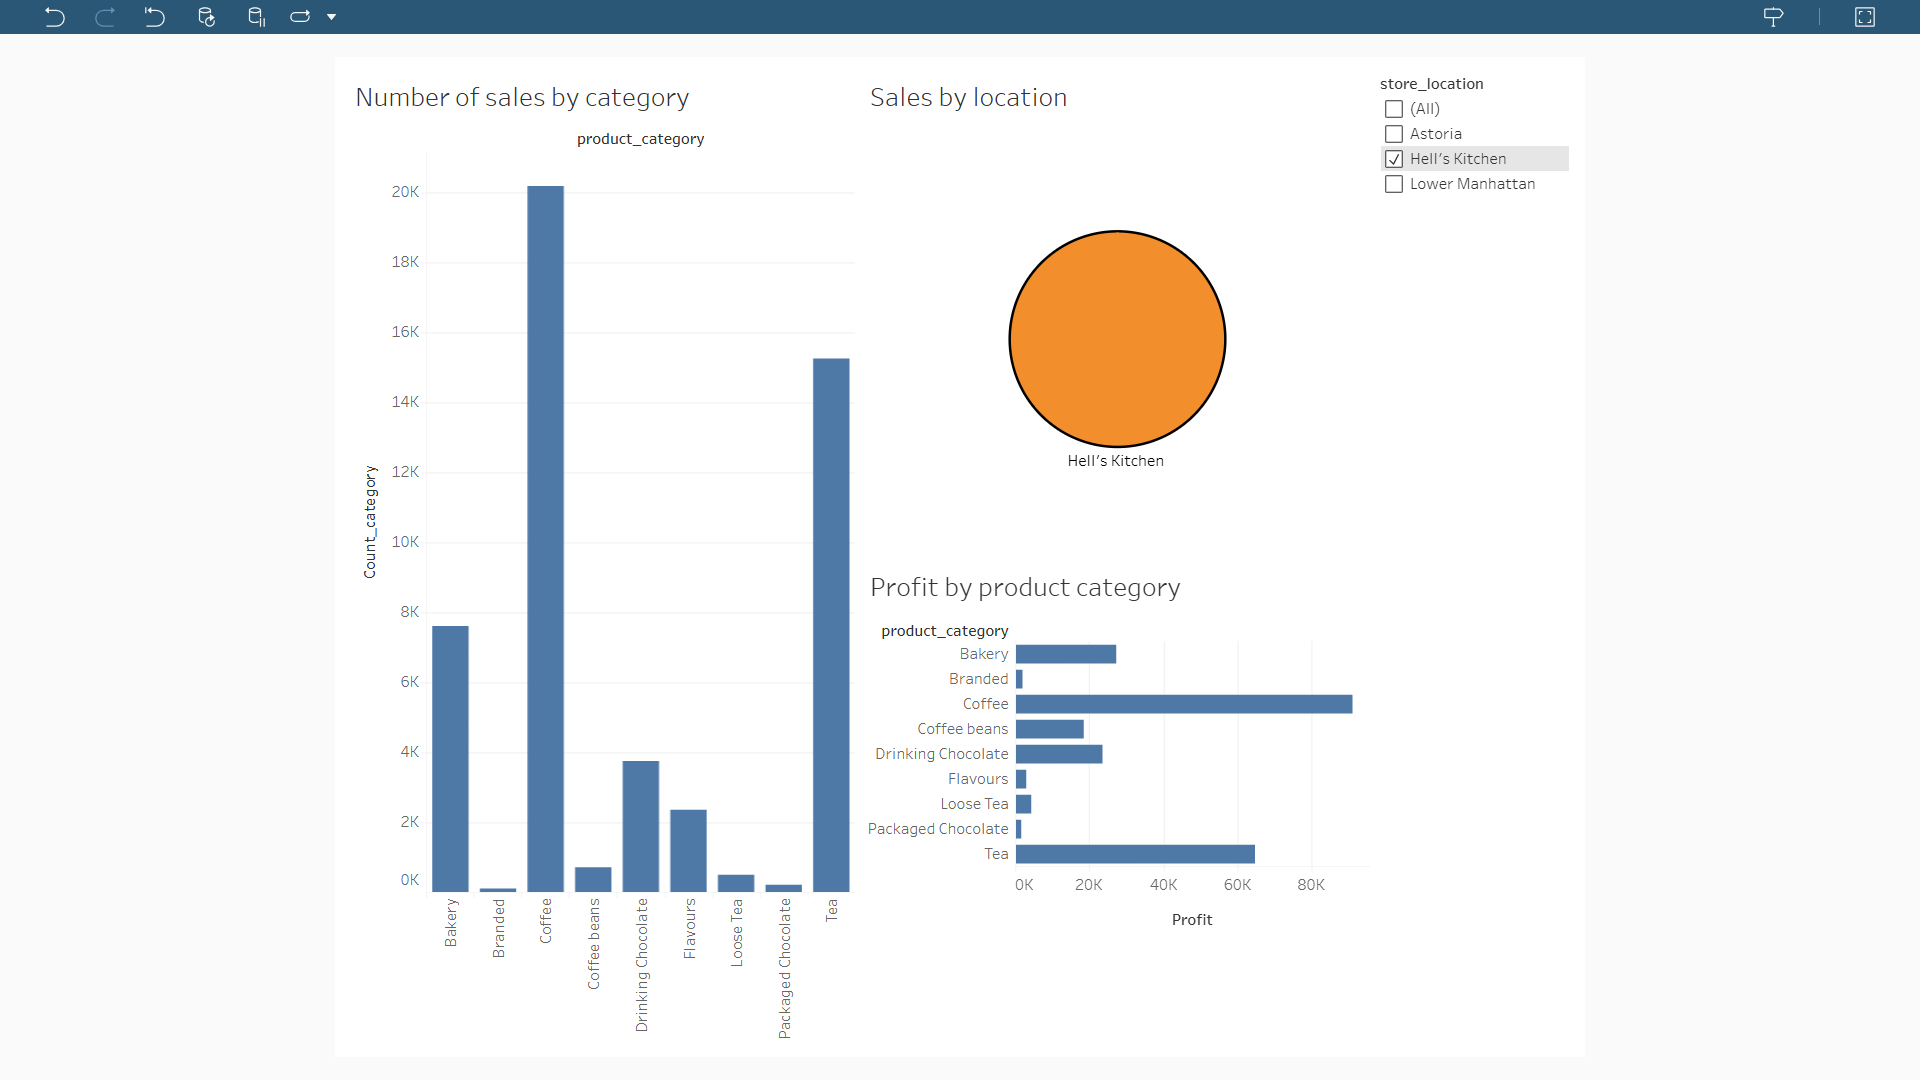 Number of sales by category
product_category
Count_category
20K
18K
16K
14K
12K
10K
8K
6K
4K
2K
0K
Bakery
Branded
Coffee
Coffee beans
Drinking Chocolate
Flavours
Loose Tea
Packaged Chocolate
Tea
Sales by location
Hell's Kitchen
Profit by product category
product_category
Bakery
Branded
Coffee
Coffee beans
Drinking Chocolate
Flavours
Loose Tea
Packaged Chocolate
Tea
0K 20K 40K 60K 80K
Profit
store_location
(All)
Astoria
Hell's Kitchen
Lower Manhattan